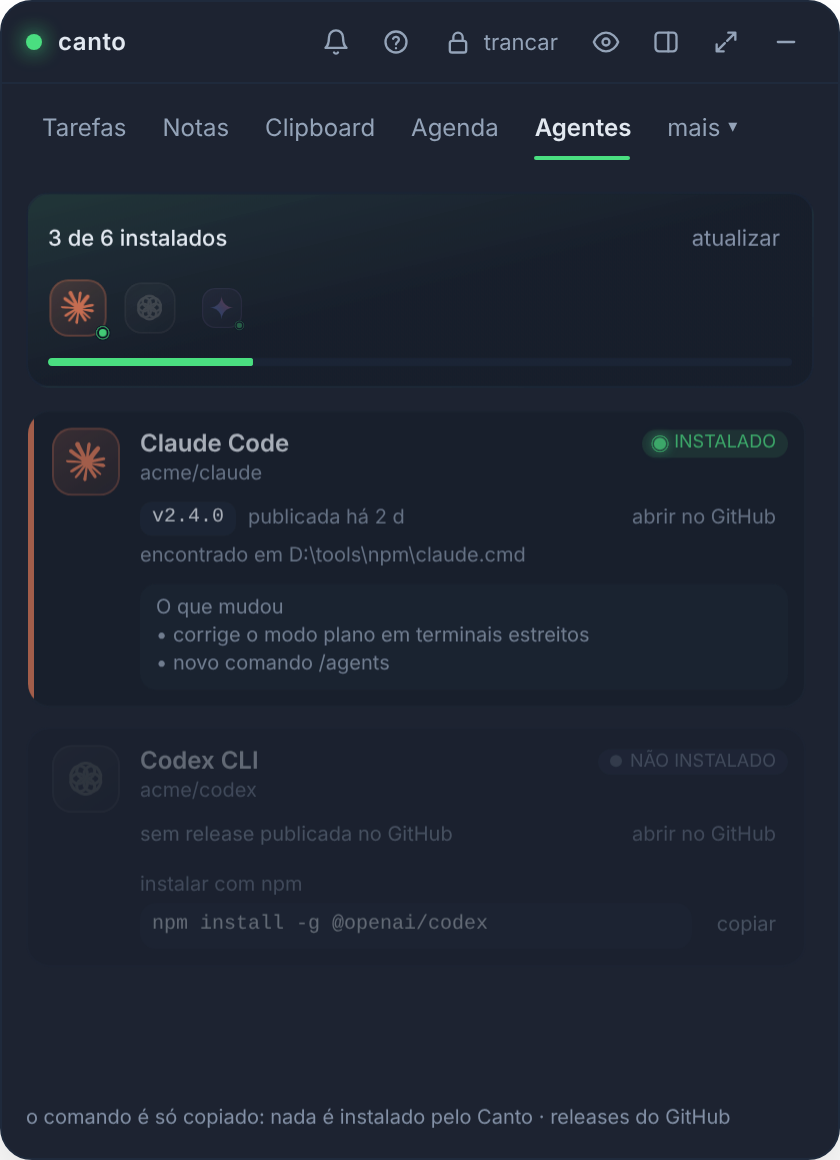 canto
trancar
Tarefas Notas Clipboard Agenda Agentes mais ▾
3 de 6 instalados atualizar
Claude Code INSTALADO
acme/claude
v2.4.0 publicada há 2 d abrir no GitHub
encontrado em D:\tools\npm\claude.cmd
O que mudou
• corrige o modo plano em terminais estreitos
• novo comando /agents
Codex CLI NÃO INSTALADO
acme/codex
sem release publicada no GitHub abrir no GitHub
instalar com npm
npm install -g @openai/codex copiar
o comando é só copiado: nada é instalado pelo Canto · releases do GitHub